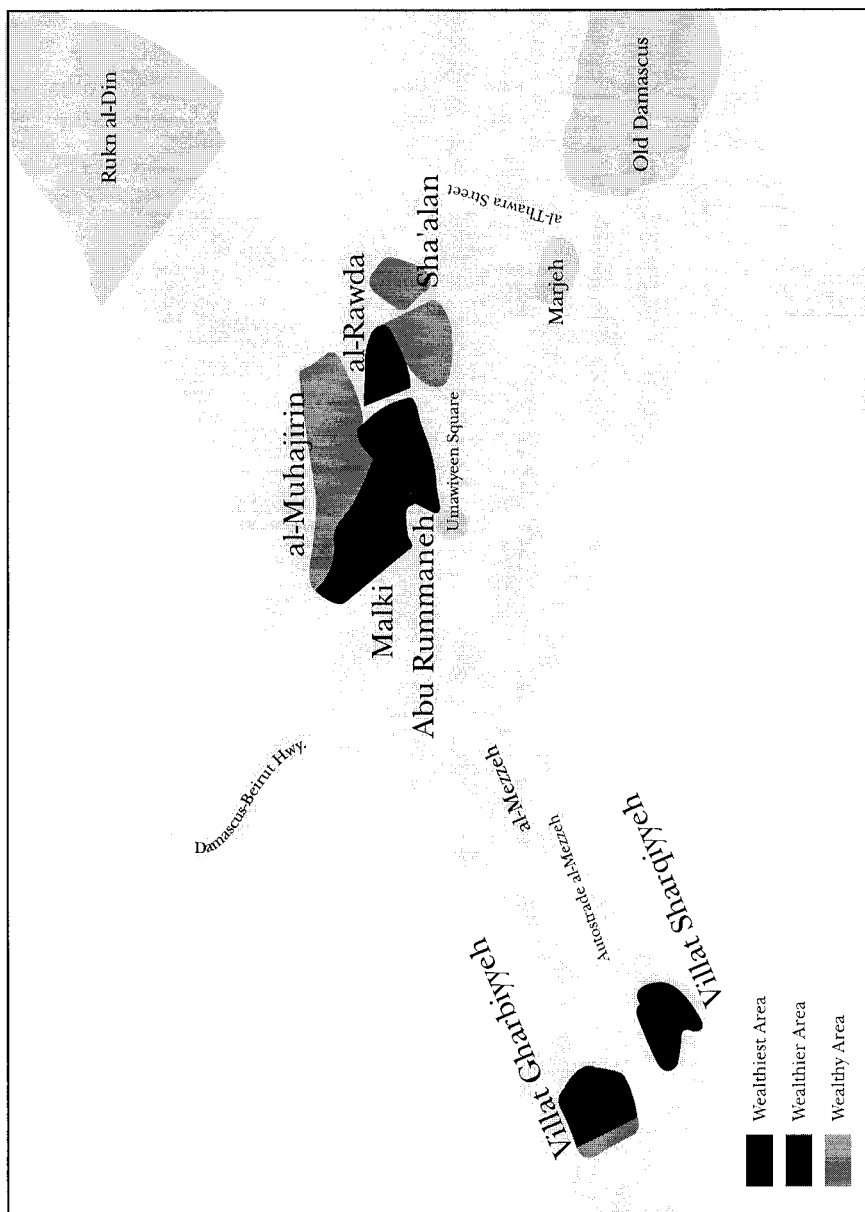 Rukn al-Din
Old Damascus
al-Thawra Street
Sha'alan
al-Rawda
Marjeh
al-Muhajirin
Umawiyeen Square
Malki
Abu Rummaneh
Damascus-Beirut Hwy.
al-Mezzeh
Autostrade al-Mezzeh
Villat Sharqiyyeh
Villat Gharbiyyeh
Wealthiest Area
Wealthier Area
Wealthy Area